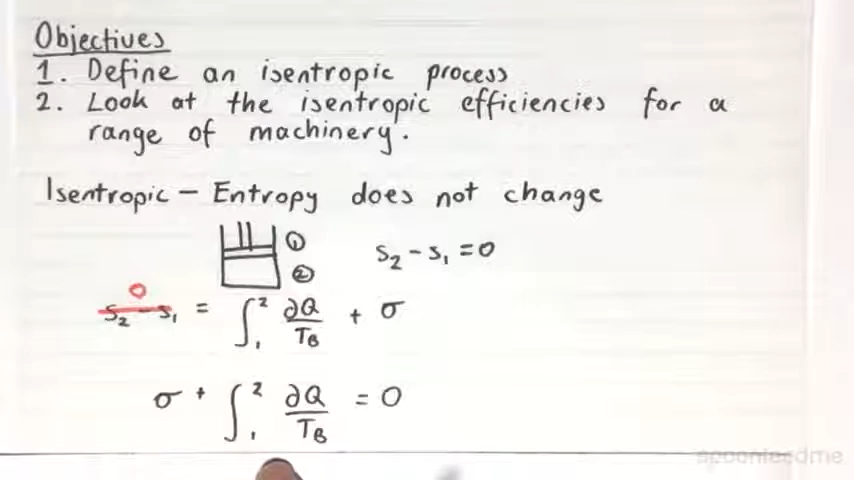 Objectives
1. Define an isentropic process
2. Look at the isentropic efficiencies for a
range of machinery.
Isentropic – Entropy does not change
① s₂ - s₁ = 0
②
0
s₂ - s₁ = ∫₁² ∂Q/T_B + σ
σ + ∫₁² ∂Q/T_B = 0
spoonfeedme